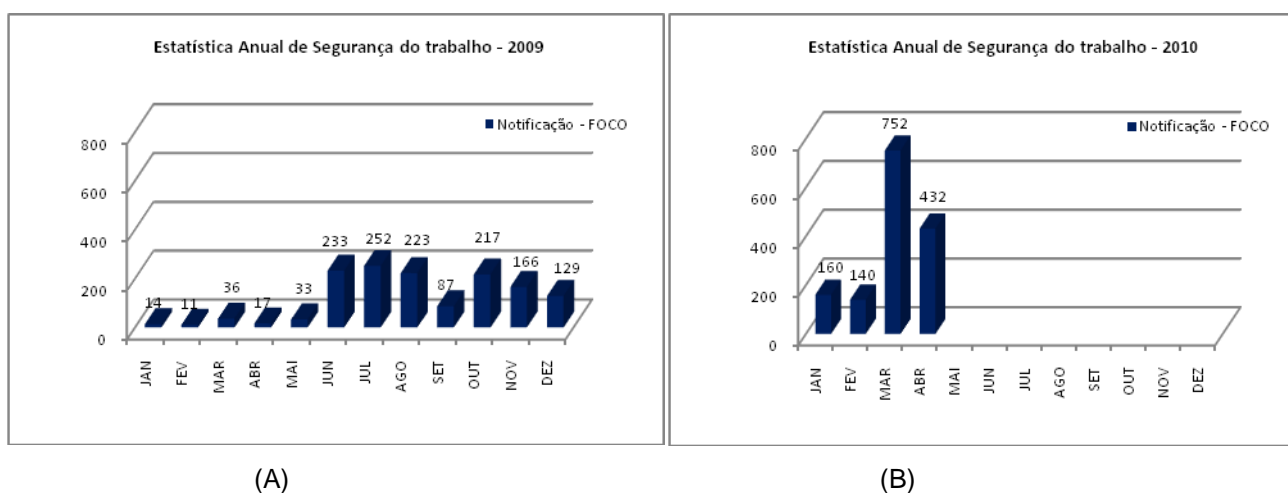 Estatística Anual de Segurança do trabalho - 2009
Notificação - FOCO
800
600
400
200
0
14
11
36
17
33
233
252
223
87
217
166
129
JAN
FEV
MAR
ABR
MAI
JUN
JUL
AGO
SET
OUT
NOV
DEZ
(A)
Estatística Anual de Segurança do trabalho - 2010
Notificação - FOCO
800
600
400
200
0
160
140
752
432
JAN
FEV
MAR
ABR
MAI
JUN
JUL
AGO
SET
OUT
NOV
DEZ
(B)